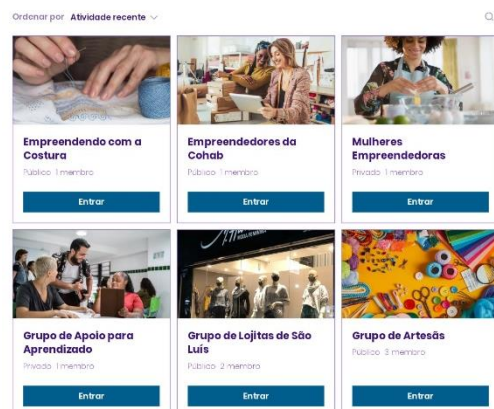 Ordenar por Atividade recente
Empreendendo com a
Costura
Público 1 membro
Entrar
Empreendedores da
Cohab
Público 1 membro
Entrar
Mulheres
Empreendedoras
Privado 1 membro
Entrar
Grupo de Apoio para
Aprendizado
Privado 1 membro
Entrar
Grupo de Lojitas de São
Luís
Público 2 membro
Entrar
Grupo de Artesãs
Público 3 membro
Entrar